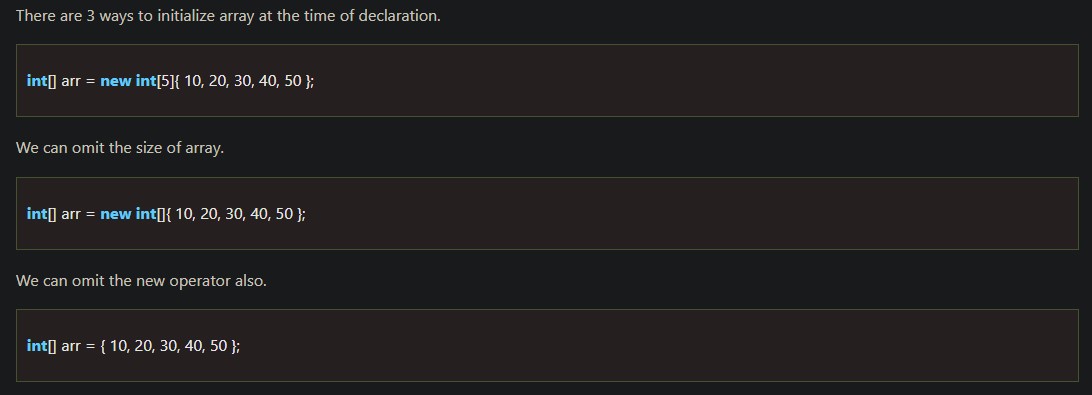 There are 3 ways to initialize array at the time of declaration.
int[] arr = new int[5]{ 10, 20, 30, 40, 50 };
We can omit the size of array.
int[] arr = new int[]{ 10, 20, 30, 40, 50 };
We can omit the new operator also.
int[] arr = { 10, 20, 30, 40, 50 };